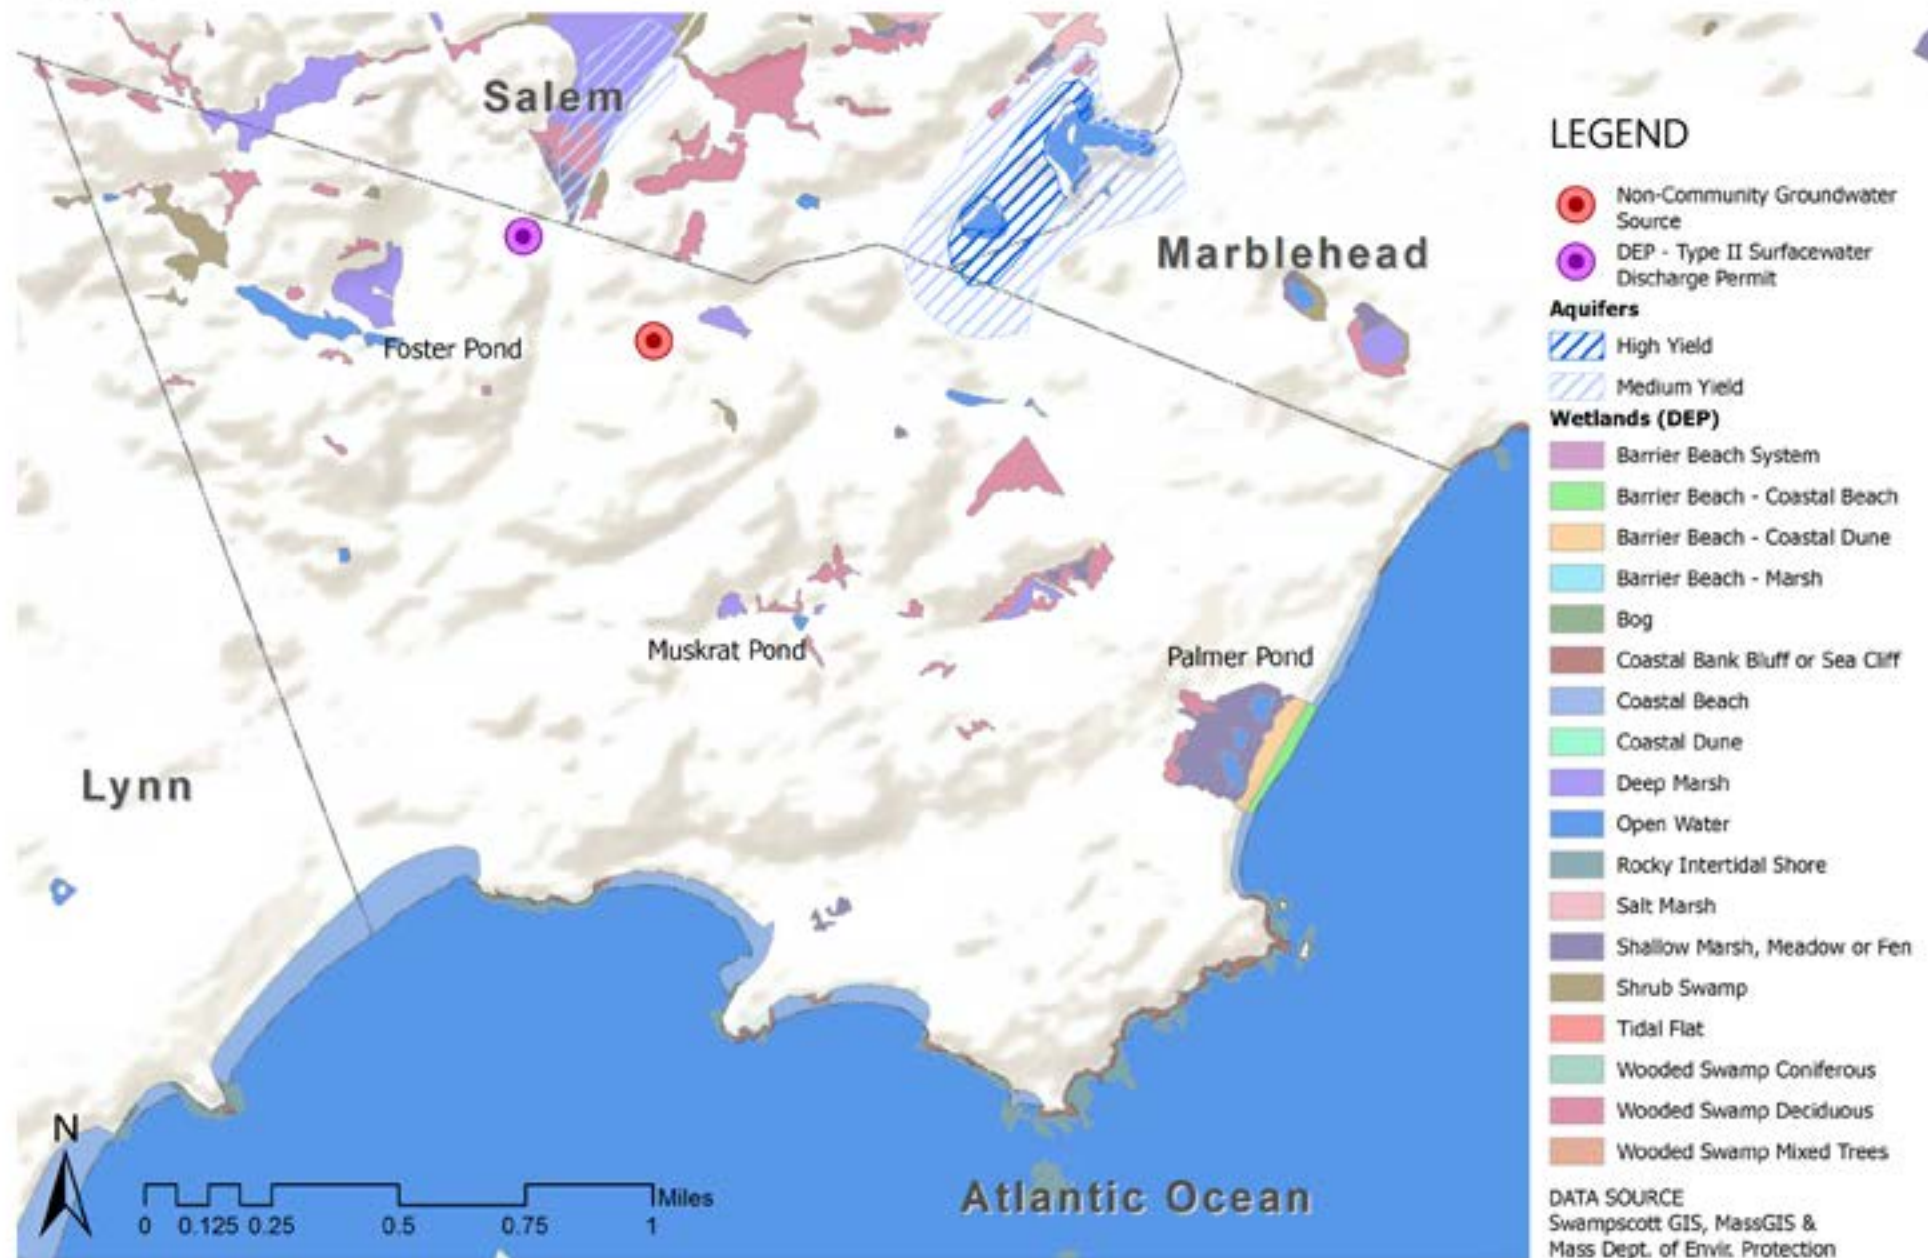 Salem
Marblehead
Foster Pond
Muskrat Pond
Palmer Pond
Lynn
Atlantic Ocean
N
Miles
0 0.125 0.25 0.5 0.75 1
LEGEND
Non-Community Groundwater
Source
DEP - Type II Surfacewater
Discharge Permit
Aquifers
High Yield
Medium Yield
Wetlands (DEP)
Barrier Beach System
Barrier Beach - Coastal Beach
Barrier Beach - Coastal Dune
Barrier Beach - Marsh
Bog
Coastal Bank Bluff or Sea Cliff
Coastal Beach
Coastal Dune
Deep Marsh
Open Water
Rocky Intertidal Shore
Salt Marsh
Shallow Marsh, Meadow or Fen
Shrub Swamp
Tidal Flat
Wooded Swamp Coniferous
Wooded Swamp Deciduous
Wooded Swamp Mixed Trees
DATA SOURCE
Swampscott GIS, MassGIS &
Mass Dept. of Envir. Protection